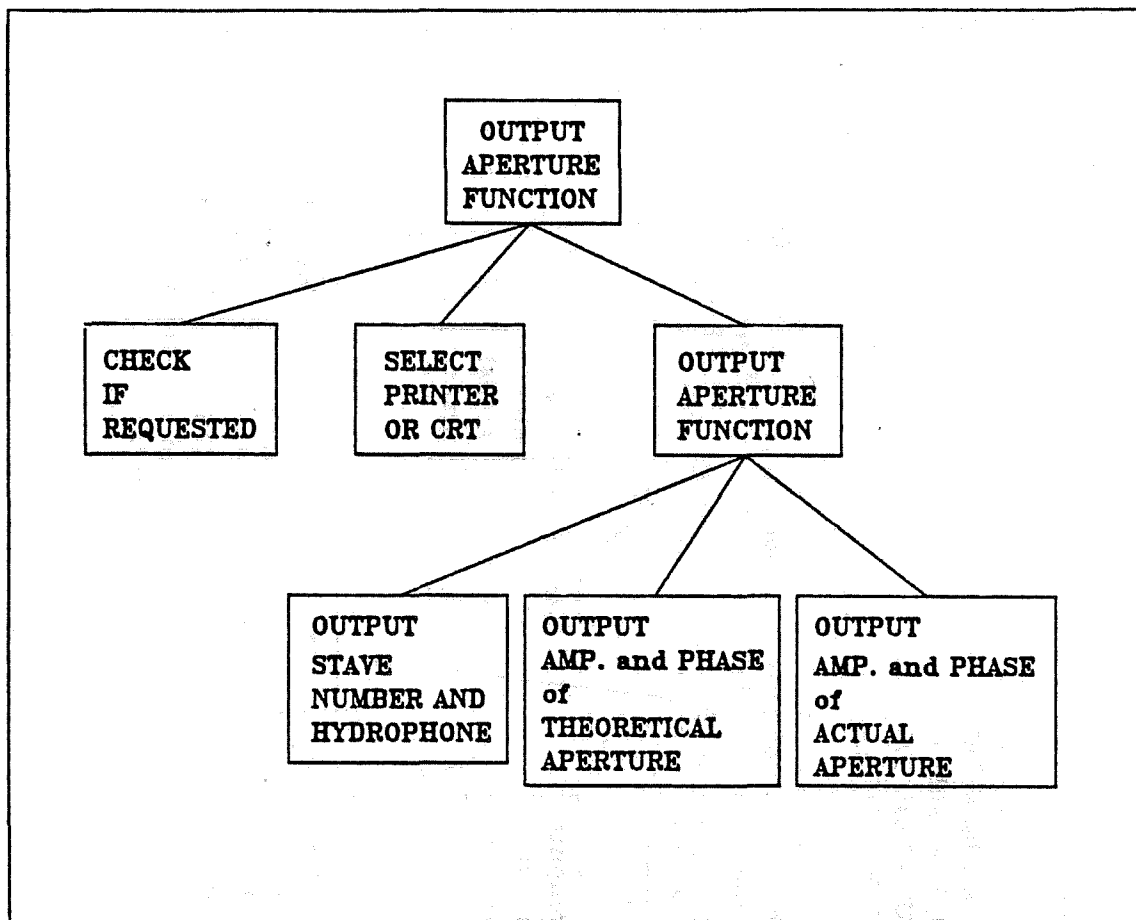 OUTPUT
APERTURE
FUNCTION
CHECK
IF
REQUESTED
SELECT
PRINTER
OR CRT
OUTPUT
APERTURE
FUNCTION
OUTPUT
STAVE
NUMBER AND
HYDROPHONE
OUTPUT
AMP. and PHASE
of
THEORETICAL
APERTURE
OUTPUT
AMP. and PHASE
of
ACTUAL
APERTURE